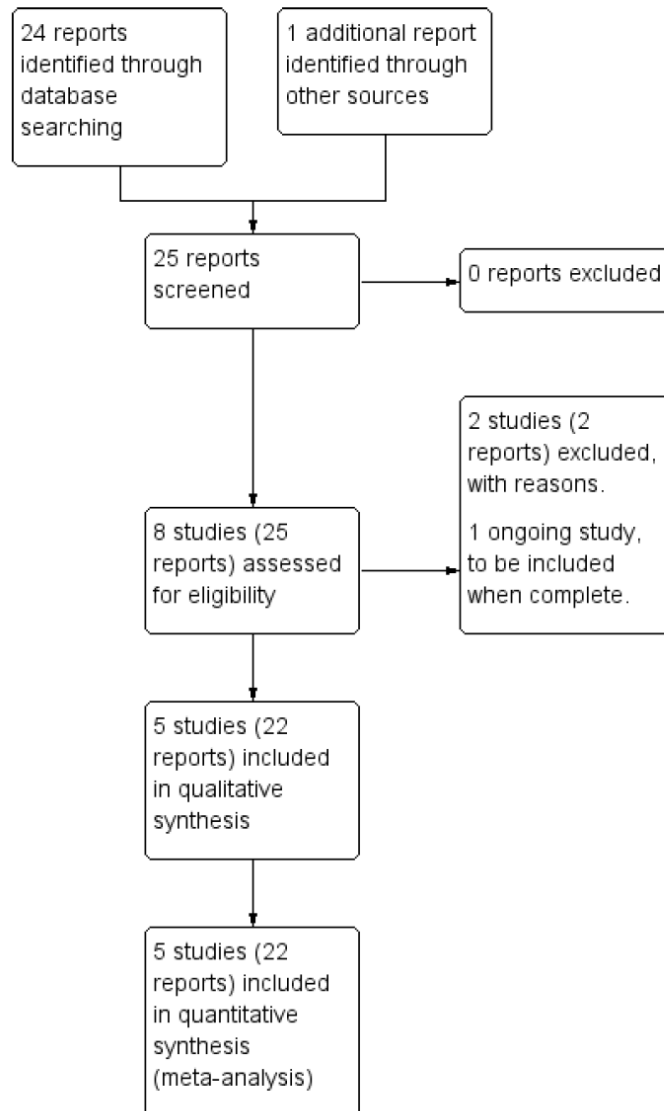 24 reports
identified through
database
searching
1 additional report
identified through
other sources
25 reports
screened
0 reports excluded
2 studies (2
reports) excluded,
with reasons.
1 ongoing study,
to be included
when complete.
8 studies (25
reports) assessed
for eligibility
5 studies (22
reports) included
in qualitative
synthesis
5 studies (22
reports) included
in quantitative
synthesis
(meta-analysis)